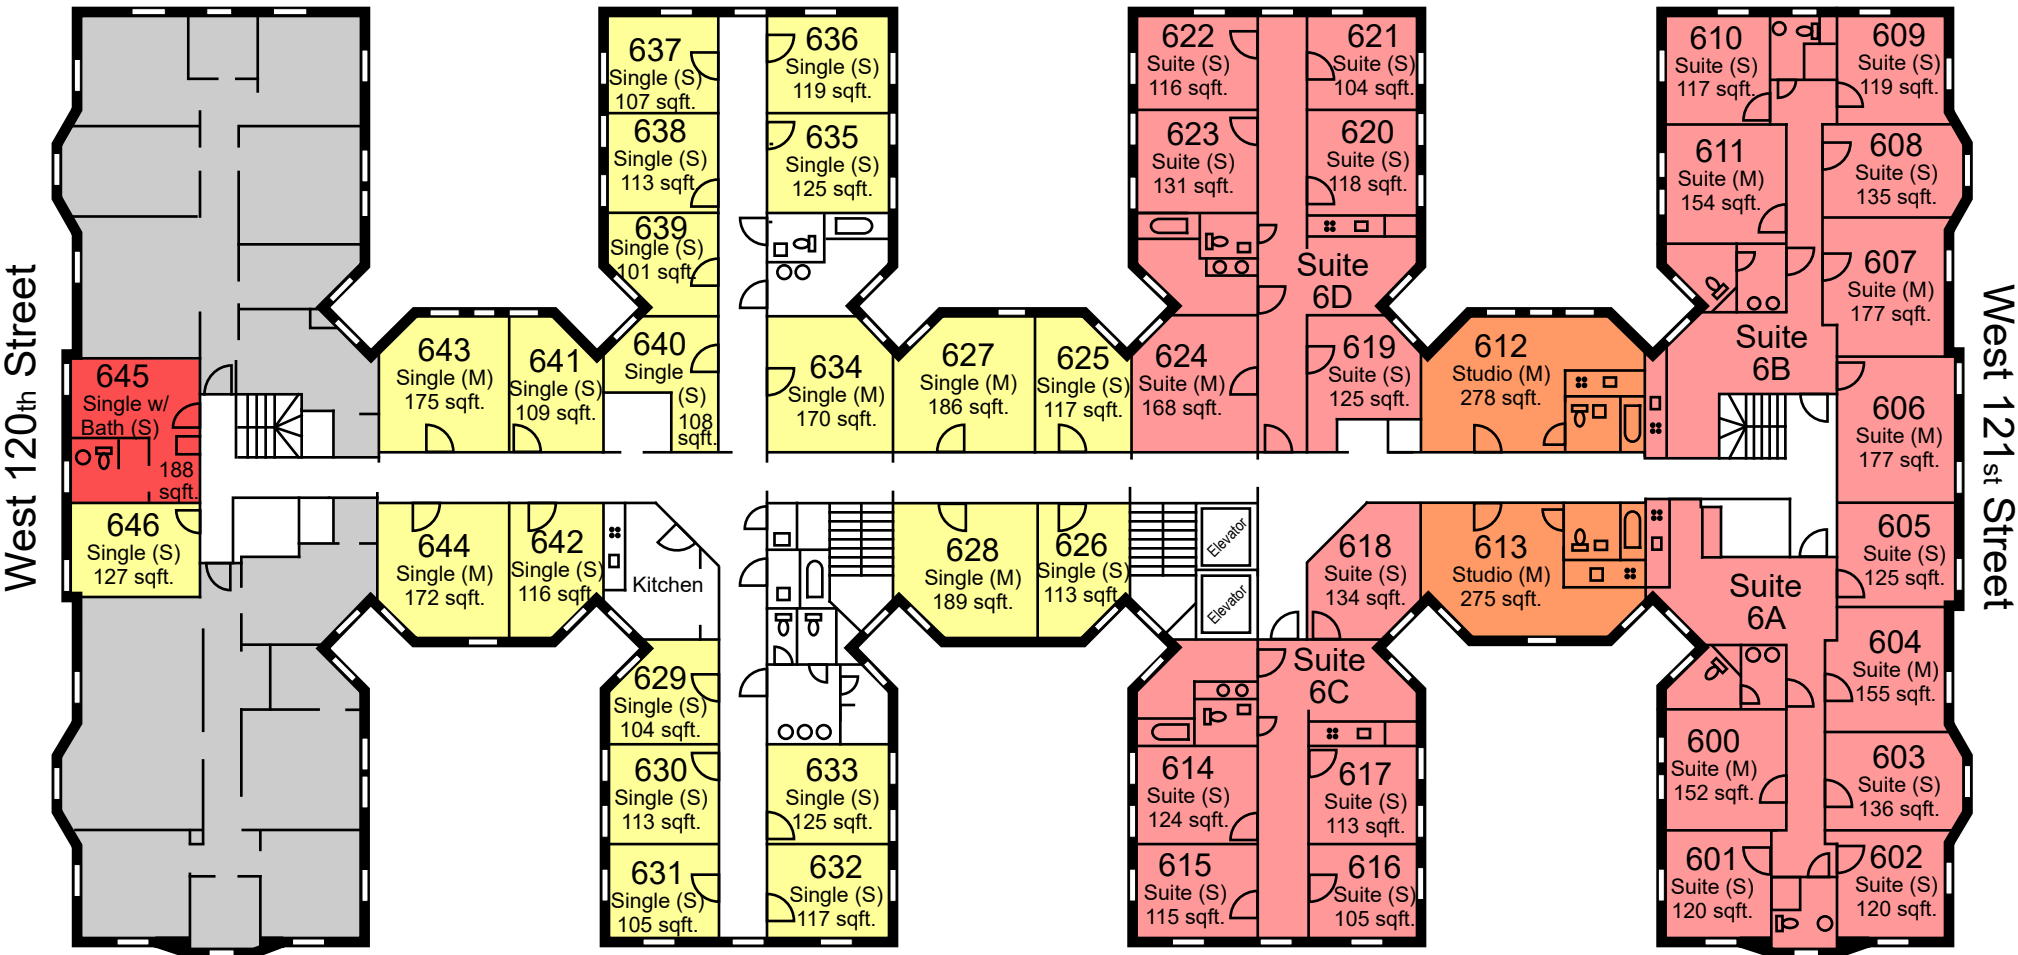 West 120th Street
637
Single (S)
107 sqft.
636
Single (S)
119 sqft.
622
Suite (S)
116 sqft.
621
Suite (S)
104 sqft.
610
Suite (S)
117 sqft.
609
Suite (S)
119 sqft.
638
Single (S)
113 sqft.
635
Single (S)
125 sqft.
623
Suite (S)
131 sqft.
620
Suite (S)
118 sqft.
611
Suite (M)
154 sqft.
608
Suite (S)
135 sqft.
639
Single (S)
101 sqft.
Suite
6D
607
Suite (M)
177 sqft.
645
Single w/
Bath (S)
188
sqft.
643
Single (M)
175 sqft.
641
Single (S)
109 sqft.
640
Single
(S)
108
sqft.
634
Single (M)
170 sqft.
627
Single (M)
186 sqft.
625
Single (S)
117 sqft.
624
Suite (M)
168 sqft.
619
Suite (S)
125 sqft.
612
Studio (M)
278 sqft.
Suite
6B
606
Suite (M)
177 sqft.
West 121st Street
646
Single (S)
127 sqft.
644
Single (M)
172 sqft.
642
Single (S)
116 sqft.
Kitchen
628
Single (M)
189 sqft.
626
Single (S)
113 sqft.
Elevator
Elevator
618
Suite (S)
134 sqft.
613
Studio (M)
275 sqft.
Suite
6A
605
Suite (S)
125 sqft.
629
Single (S)
104 sqft.
Suite
6C
604
Suite (M)
155 sqft.
630
Single (S)
113 sqft.
633
Single (S)
125 sqft.
614
Suite (S)
124 sqft.
617
Suite (S)
113 sqft.
600
Suite (M)
152 sqft.
603
Suite (S)
136 sqft.
631
Single (S)
105 sqft.
632
Single (S)
117 sqft.
615
Suite (S)
115 sqft.
616
Suite (S)
105 sqft.
601
Suite (S)
120 sqft.
602
Suite (S)
120 sqft.